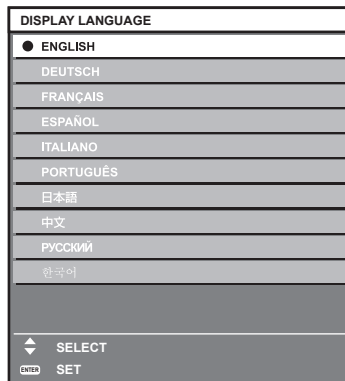 DISPLAY LANGUAGE
ENGLISH
DEUTSCH
FRANÇAIS
ESPAÑOL
ITALIANO
PORTUGUÊS
日本語
中文
РУССКИЙ
한국어
SELECT
ENTER SET